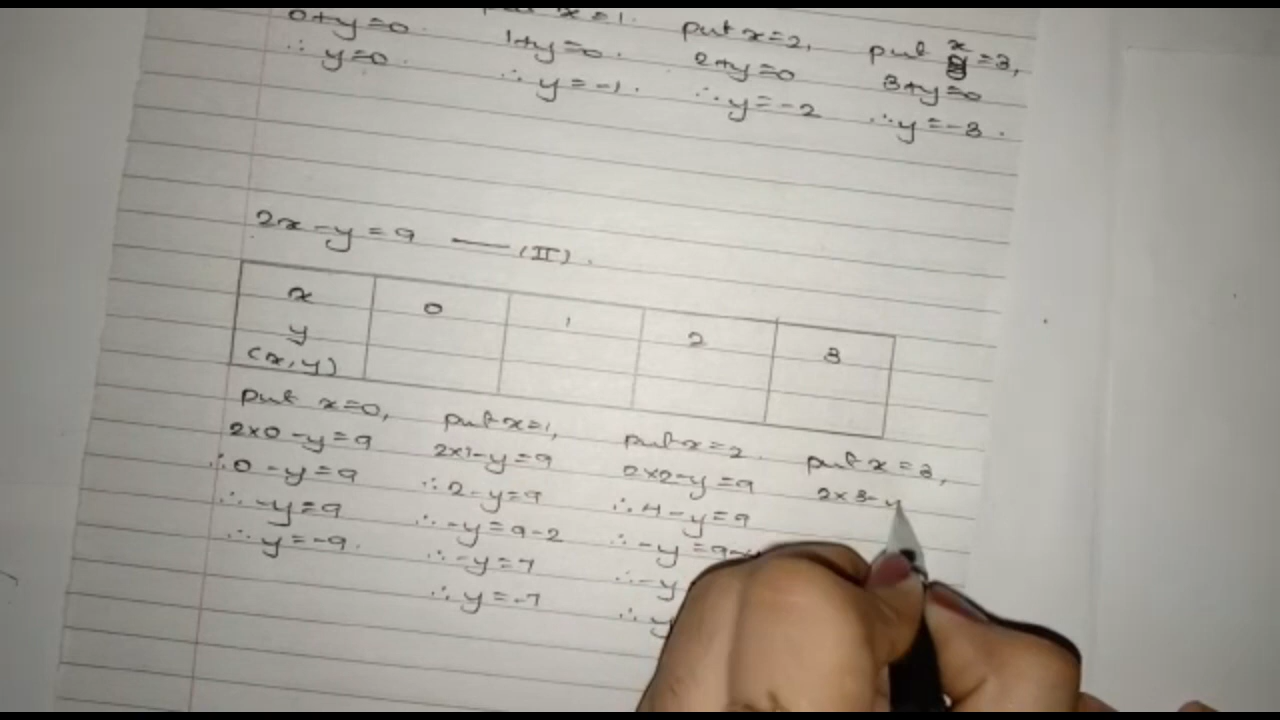 0+y=0.
∴ y=0.
put x=1.
1+y=0.
∴ y=-1.
put x=2,
2+y=0
∴ y=-2
put x=3,
3+y=0
∴ y=-3.
2x-y=9 —— (II).
x 0 1 2 3
y
(x,y)
put x=0,
2×0-y=9
∴ 0-y=9
∴ -y=9
∴ y=-9.
put x=1,
2×1-y=9
∴ 2-y=9
∴ -y=9-2
∴ -y=7
∴ y=-7
put x=2.
2×2-y=9
∴ 4-y=9
∴ -y=9-
∴ -y
∴ y
put x=3,
2×3-y